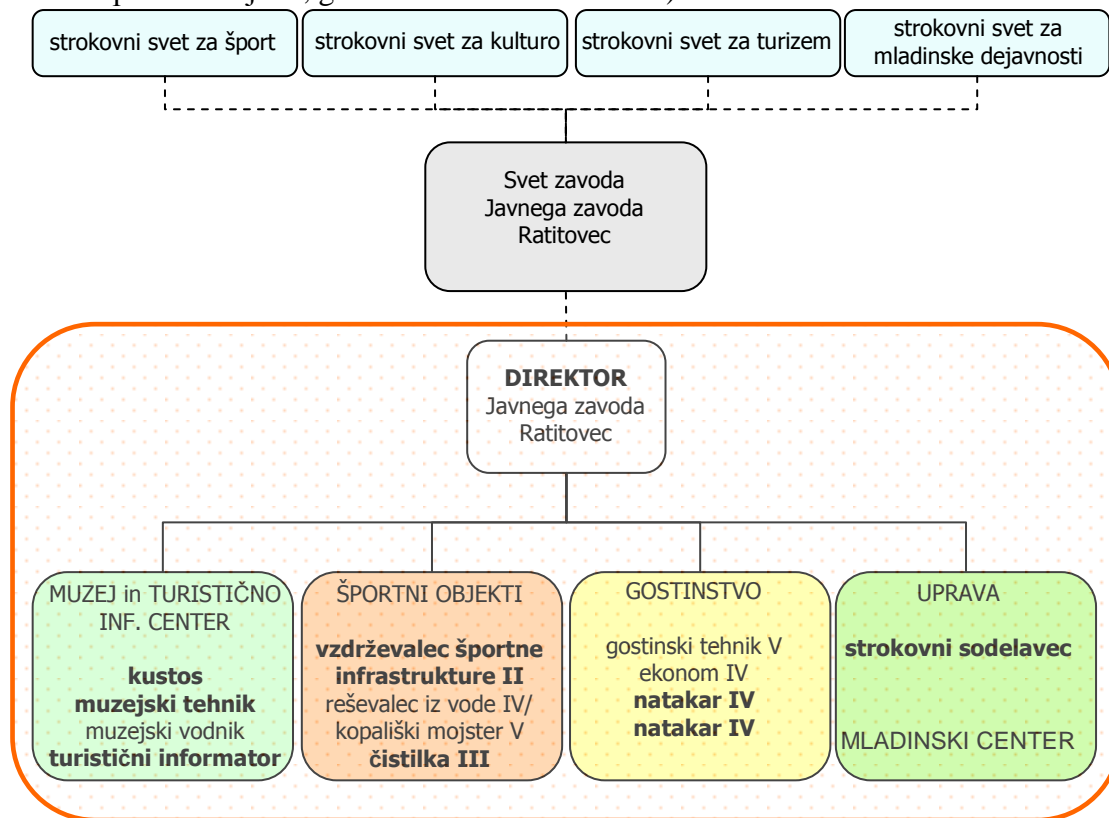 strokovni svet za šport
strokovni svet za kulturo
strokovni svet za turizem
strokovni svet za
mladinske dejavnosti
Svet zavoda
Javnega zavoda
Ratitovec
DIREKTOR
Javnega zavoda
Ratitovec
MUZEJ in TURISTIČNO
INF. CENTER
kustos
muzejski tehnik
muzejski vodnik
turistični informator
ŠPORTNI OBJEKTI
vzdrževalec športne
infrastrukture II
reševalec iz vode IV/
kopališki mojster V
čistilka III
GOSTINSTVO
gostinski tehnik V
ekonom IV
natakar IV
natakar IV
UPRAVA
strokovni sodelavec
MLADINSKI CENTER